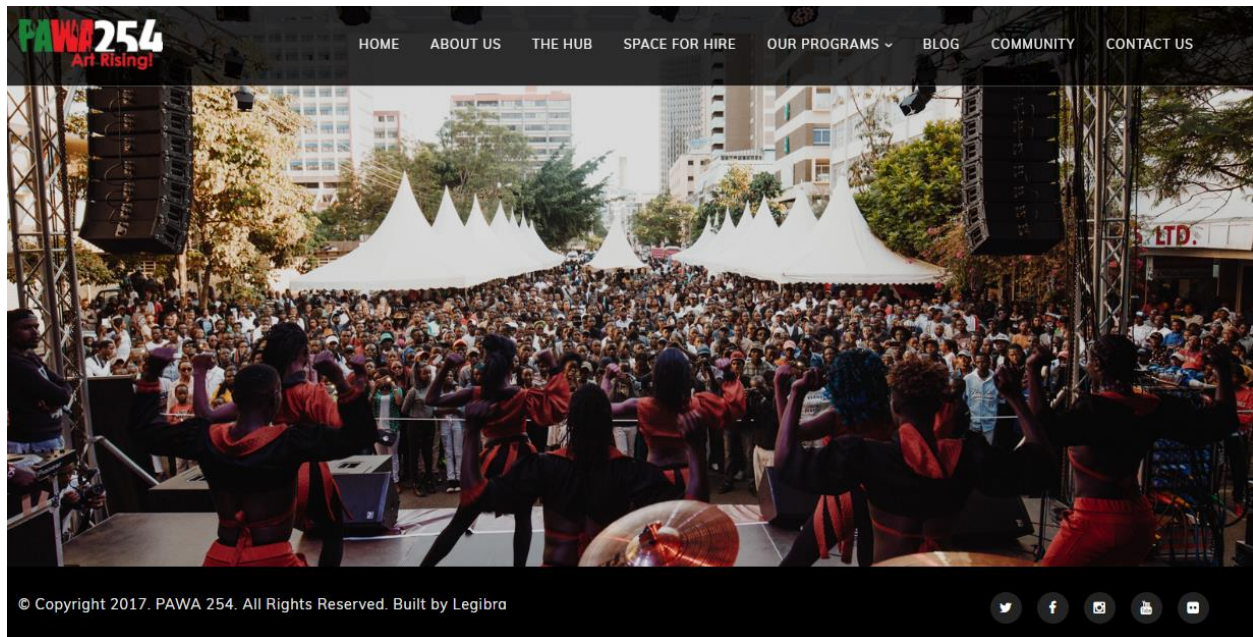 PAWA254
Art Rising!
HOME ABOUT US THE HUB SPACE FOR HIRE OUR PROGRAMS BLOG COMMUNITY CONTACT US
S. LTD.
© Copyright 2017. PAWA 254. All Rights Reserved. Built by Legibra